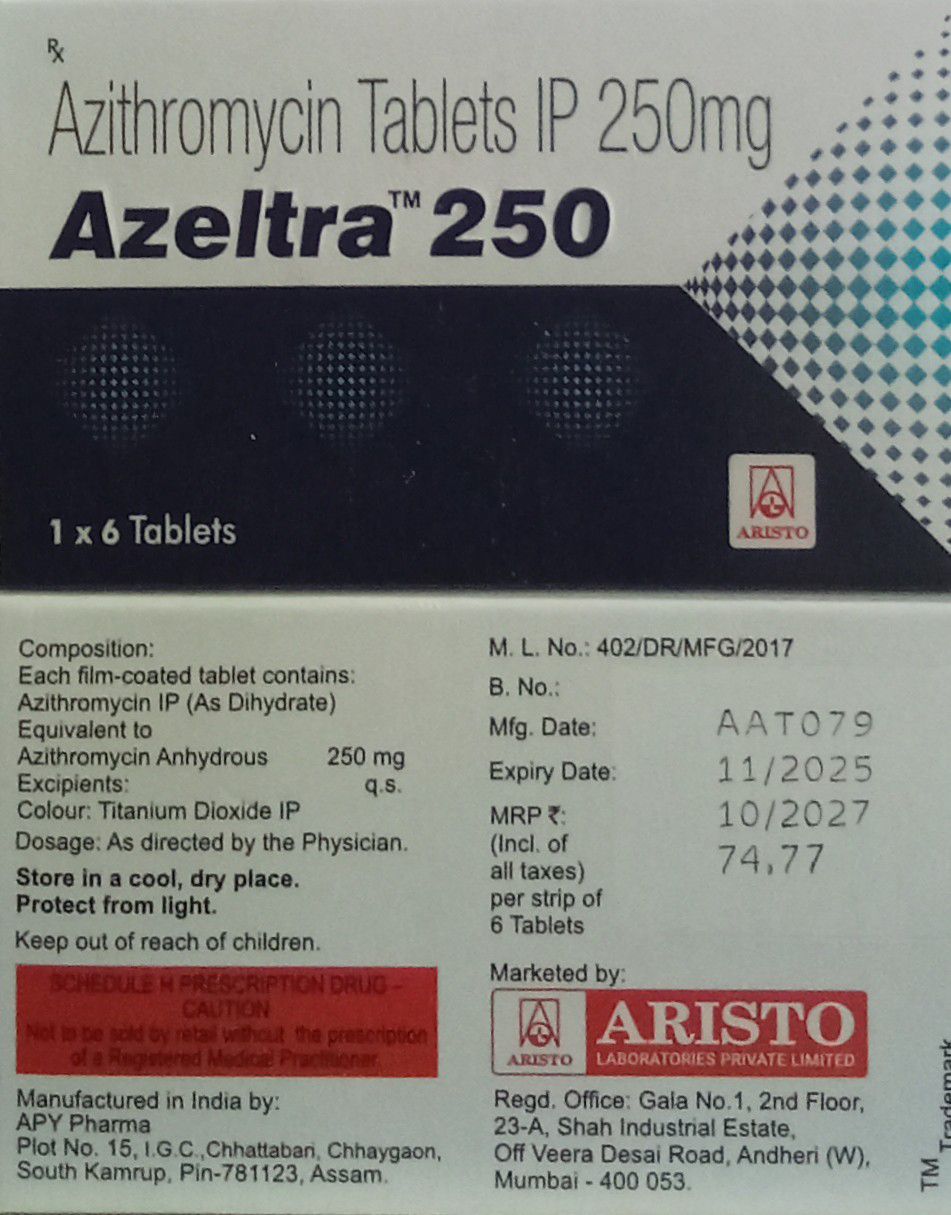 Rx
Azithromycin Tablets IP 250mg
Azeltra™ 250
1 x 6 Tablets
ARISTO
Composition:
Each film-coated tablet contains:
Azithromycin IP (As Dihydrate)
Equivalent to
Azithromycin Anhydrous 250 mg
Excipients: q.s.
Colour: Titanium Dioxide IP
Dosage: As directed by the Physician.
Store in a cool, dry place.
Protect from light.
Keep out of reach of children.
SCHEDULE H PRESCRIPTION DRUG -
CAUTION
Not to be sold by retail without the prescription
of a Registered Medical Practitioner.
Manufactured in India by:
APY Pharma
Plot No. 15, I.G.C.,Chhattabari, Chhaygaon,
South Kamrup, Pin-781123, Assam.
M. L. No.: 402/DR/MFG/2017
B. No.:
Mfg. Date: AAT079
Expiry Date: 11/2025
MRP ₹: 10/2027
(Incl. of 74.77
all taxes)
per strip of
6 Tablets
Marketed by:
ARISTO
ARISTO
LABORATORIES PRIVATE LIMITED
Regd. Office: Gala No.1, 2nd Floor,
23-A, Shah Industrial Estate,
Off Veera Desai Road, Andheri (W),
Mumbai - 400 053.
TM Trademark